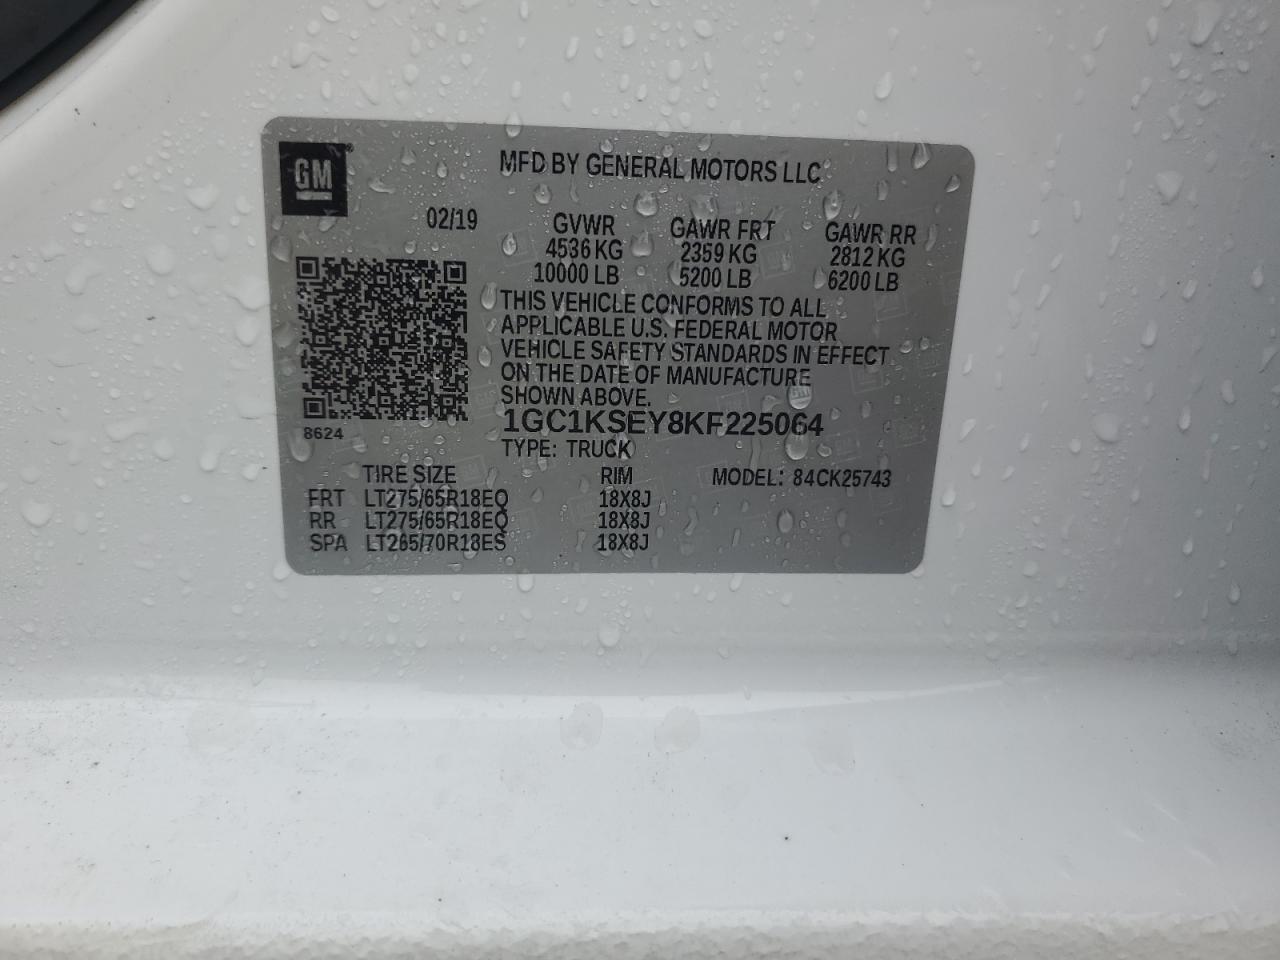 GM
MFD BY GENERAL MOTORS LLC
02/19 GVWR GAWR FRT GAWR RR
4536 KG 2359 KG 2812 KG
10000 LB 5200 LB 6200 LB
THIS VEHICLE CONFORMS TO ALL
APPLICABLE U.S. FEDERAL MOTOR
VEHICLE SAFETY STANDARDS IN EFFECT
ON THE DATE OF MANUFACTURE
SHOWN ABOVE.
1GC1KSEY8KF225064
8624
TYPE: TRUCK
TIRE SIZE RIM MODEL: 84CK25743
FRT LT275/65R18EQ 18X8J
RR LT275/65R18EQ 18X8J
SPA LT265/70R18ES 18X8J